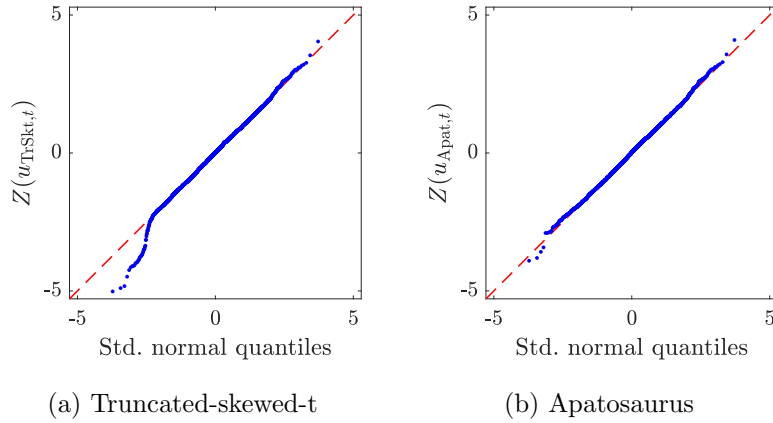 5
0
-5
Z(u_{TrSkt,t})
-5 0 5
Std. normal quantiles
(a) Truncated-skewed-t
5
0
-5
Z(u_{Apat,t})
-5 0 5
Std. normal quantiles
(b) Apatosaurus